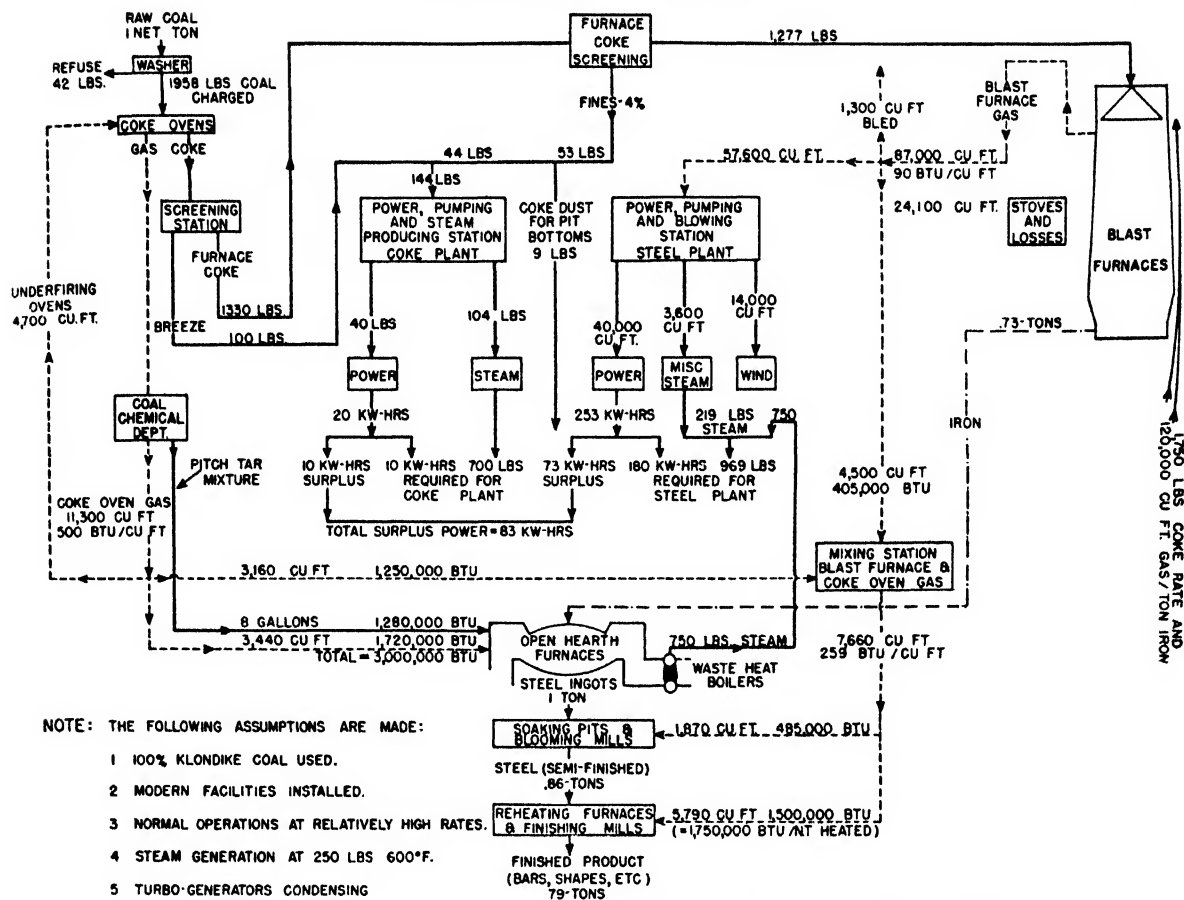 RAW COAL
1 NET TON
WASHER
REFUSE
42 LBS.
1958 LBS COAL
CHARGED
COKE OVENS
GAS COKE
SCREENING
STATION
FURNACE
COKE
1330 LBS.
BREEZE
100 LBS.
UNDERFIRING
OVENS
4,700 CU.FT.
FURNACE
COKE
SCREENING
1,277 LBS
FINES-4%
44 LBS
53 LBS
144 LBS
POWER, PUMPING
AND STEAM
PRODUCING STATION
COKE PLANT
COKE DUST
FOR PIT
BOTTOMS
9 LBS
57,600 CU.FT.
POWER, PUMPING
AND BLOWING
STATION
STEEL PLANT
1,300 CU FT
BLED
BLAST
FURNACE
GAS
87,000 CU FT.
90 BTU/CU FT
24,100 CU FT.
STOVES
AND
LOSSES
BLAST
FURNACES
.73-TONS
IRON
1,750 LBS COKE RATE AND
120,000 CU FT. GAS/TON IRON
40 LBS
104 LBS
40,000
CU FT.
3,600
CU FT
14,000
CU FT
POWER
STEAM
POWER
MISC
STEAM
WIND
20 KW-HRS
253 KW-HRS
219 LBS
STEAM
750
10 KW-HRS
SURPLUS
10 KW-HRS
700 LBS
REQUIRED FOR
COKE PLANT
73 KW-HRS
SURPLUS
180 KW-HRS
969 LBS
REQUIRED FOR
STEEL PLANT
TOTAL SURPLUS POWER=83 KW-HRS
COAL
CHEMICAL
DEPT.
PITCH TAR
MIXTURE
COKE OVEN GAS
11,300 CU FT
500 BTU/CU FT
4,500 CU FT
405,000 BTU
MIXING STATION
BLAST FURNACE &
COKE OVEN GAS
3,160 CU FT 1,250,000 BTU
8 GALLONS 1,280,000 BTU
3,440 CU FT 1,720,000 BTU
TOTAL = 3,000,000 BTU
OPEN HEARTH
FURNACES
750 LBS. STEAM
WASTE HEAT
BOILERS
7,660 CU FT
259 BTU/CU FT
STEEL INGOTS
1 TON
SOAKING PITS &
BLOOMING MILLS
1,870 CU FT 485,000 BTU
STEEL (SEMI-FINISHED)
.86-TONS
REHEATING FURNACES
& FINISHING MILLS
5,790 CU FT 1,500,000 BTU
(=1,750,000 BTU/NT HEATED)
FINISHED PRODUCT
(BARS, SHAPES, ETC)
79-TONS
NOTE: THE FOLLOWING ASSUMPTIONS ARE MADE:
1 100% KLONDIKE COAL USED.
2 MODERN FACILITIES INSTALLED.
3 NORMAL OPERATIONS AT RELATIVELY HIGH RATES.
4 STEAM GENERATION AT 250 LBS 600°F.
5 TURBO-GENERATORS CONDENSING